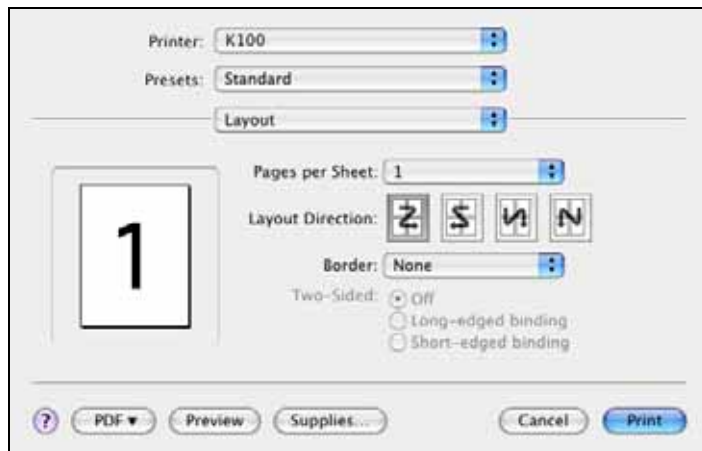 Printer: K100
Presets: Standard
Layout
Pages per Sheet: 1
Layout Direction:
1
Border: None
Two-Sided: Off
Long-edged binding
Short-edged binding
? PDF▼ Preview Supplies... Cancel Print